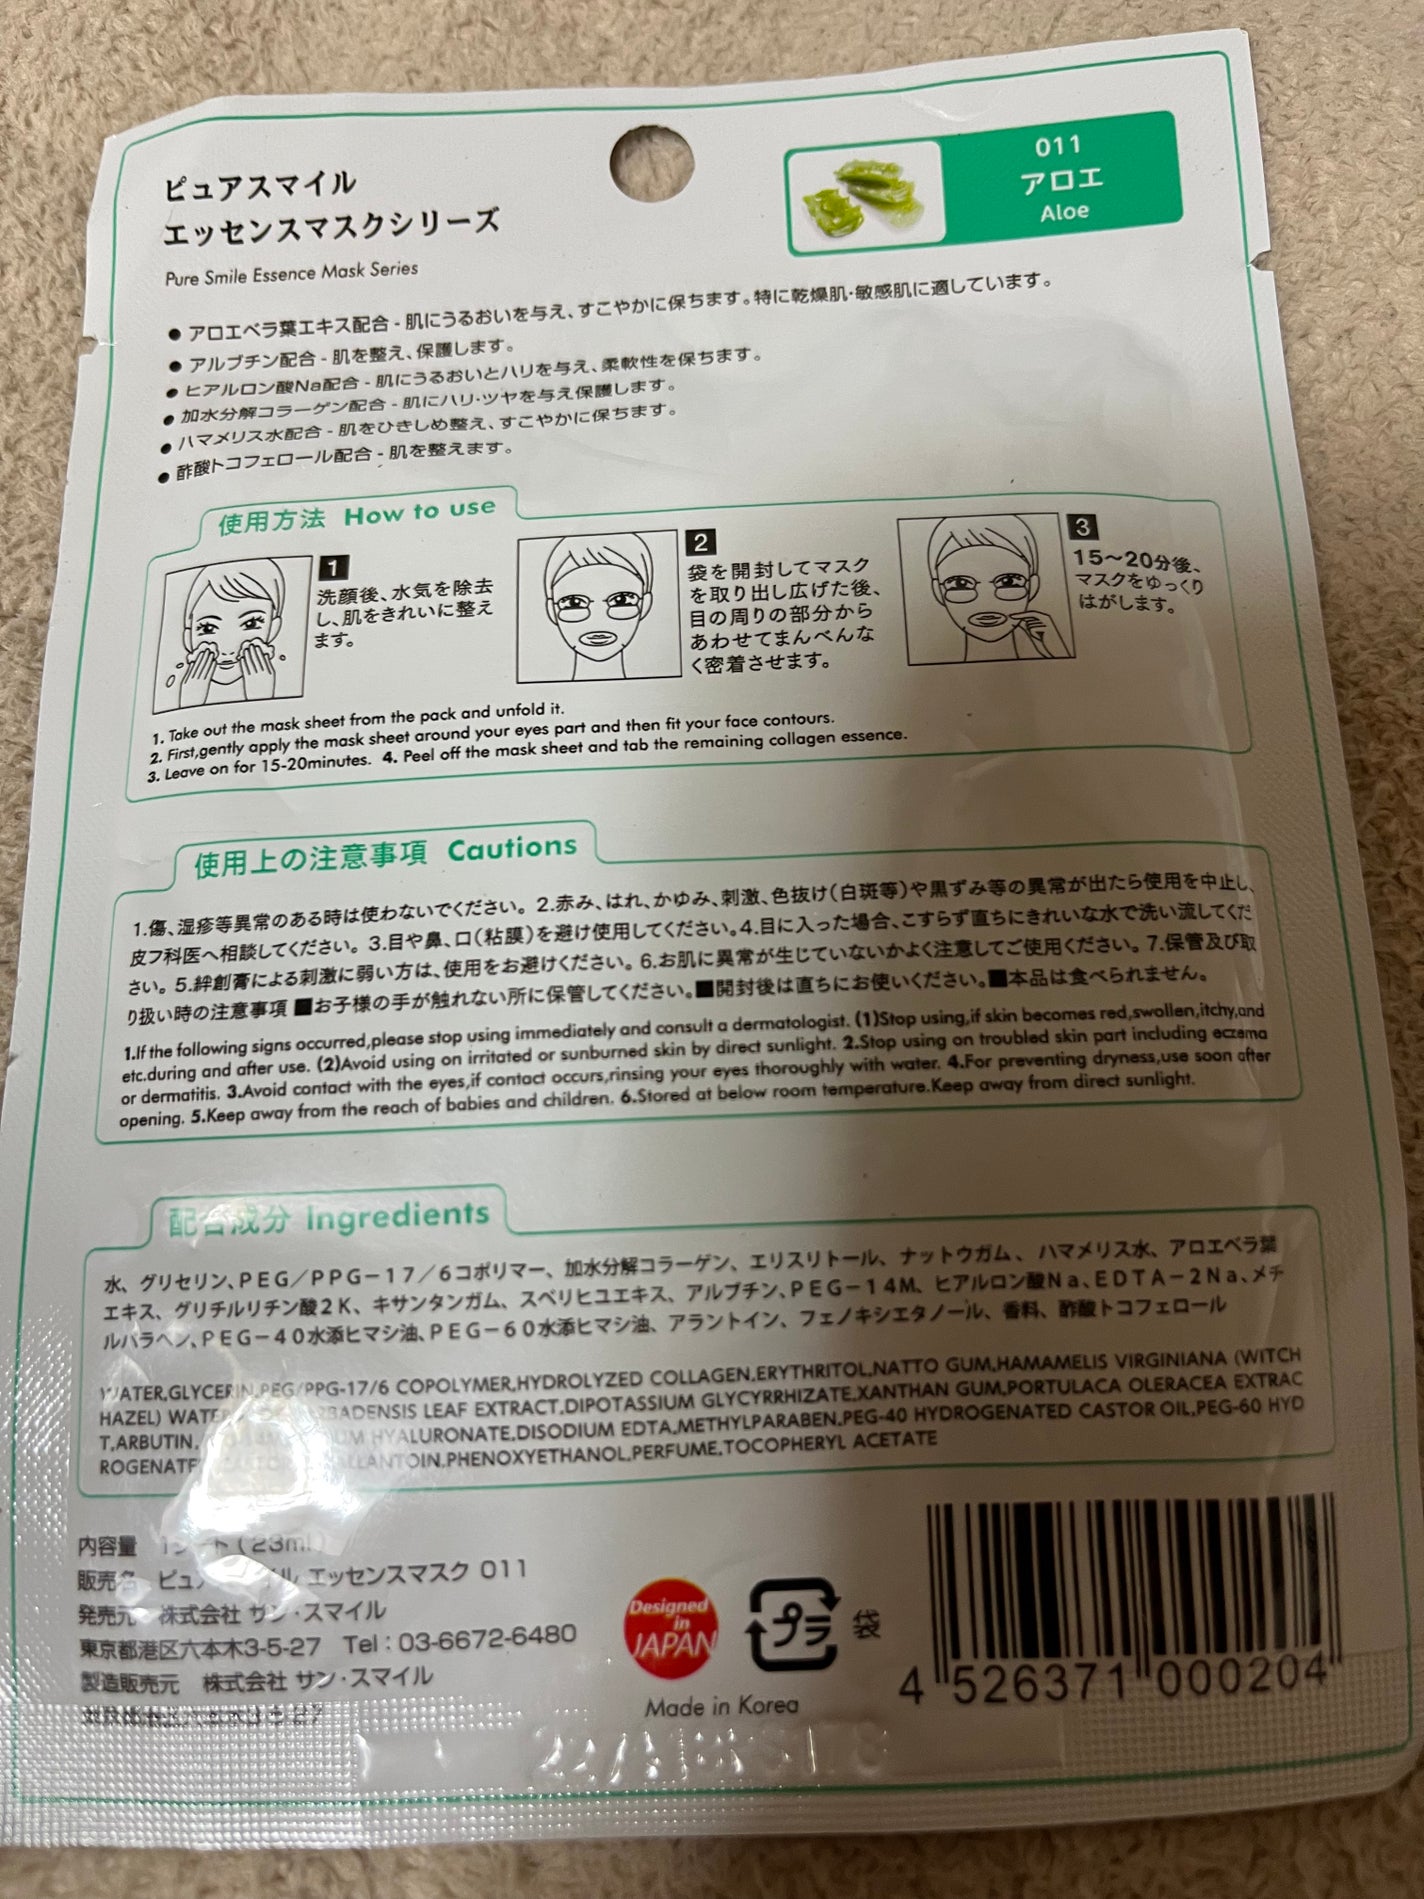 ピュアスマイル
エッセンスマスクシリーズ
Pure Smile Essence Mask Series
011
アロエ
Aloe
● アロエベラ葉エキス配合 - 肌にうるおいを与え、すこやかに保ちます。特に乾燥肌・敏感肌に適しています。
● アルブチン配合 - 肌を整え、保護します。
● ヒアルロン酸Na配合 - 肌にうるおいとハリを与え、柔軟性を保ちます。
● 加水分解コラーゲン配合 - 肌にハリ・ツヤを与え保護します。
● ハマメリス水配合 - 肌をひきしめ整え、すこやかに保ちます。
● 酢酸トコフェロール配合 - 肌を整えます。
使用方法 How to use
1
洗顔後、水気を除去
し、肌をきれいに整え
ます。
2
袋を開封してマスク
を取り出し広げた後、
目の周りの部分から
あわせてまんべんな
く密着させます。
3
15〜20分後、
マスクをゆっくり
はがします。
1. Take out the mask sheet from the pack and unfold it.
2. First,gently apply the mask sheet around your eyes part and then fit your face contours.
3. Leave on for 15-20minutes. 4. Peel off the mask sheet and tab the remaining collagen essence.
使用上の注意事項 Cautions
1.傷、湿疹等異常のある時は使わないでください。2.赤み、はれ、かゆみ、刺激、色抜け(白斑等)や黒ずみ等の異常が出たら使用を中止し、
皮フ科医へ相談してください。3.目や鼻、口(粘膜)を避け使用してください。4.目に入った場合、こすらず直ちにきれいな水で洗い流してくだ
さい。5.絆創膏による刺激に弱い方は、使用をお避けください。6.お肌に異常が生じていないかよく注意してご使用ください。7.保管及び取
り扱い時の注意事項 ■お子様の手が触れない所に保管してください。■開封後は直ちにお使いください。■本品は食べられません。
1.If the following signs occurred,please stop using immediately and consult a dermatologist. (1)Stop using,if skin becomes red,swollen,itchy,and
etc.during and after use. (2)Avoid using on irritated or sunburned skin by direct sunlight. 2.Stop using on troubled skin part including eczema
or dermatitis. 3.Avoid contact with the eyes,if contact occurs,rinsing your eyes thoroughly with water. 4.For preventing dryness,use soon after
opening. 5.Keep away from the reach of babies and children. 6.Stored at below room temperature.Keep away from direct sunlight.
配合成分 Ingredients
水、グリセリン、PEG/PPG-17/6コポリマー、加水分解コラーゲン、エリスリトール、ナットウガム、ハマメリス水、アロエベラ葉
エキス、グリチルリチン酸2K、キサンタンガム、スベリヒユエキス、アルブチン、PEG-14M、ヒアルロン酸Na、EDTA-2Na、メチ
ルパラベン、PEG-40水添ヒマシ油、PEG-60水添ヒマシ油、アラントイン、フェノキシエタノール、香料、酢酸トコフェロール
WATER,GLYCERIN,PEG/PPG-17/6 COPOLYMER,HYDROLYZED COLLAGEN,ERYTHRITOL,NATTO GUM,HAMAMELIS VIRGINIANA (WITCH
HAZEL) WATER LEAF EXTRACT,DIPOTASSIUM GLYCYRRHIZATE,XANTHAN GUM,PORTULACA OLERACEA EXTRAC
T,ARBUTIN, HYALURONATE,DISODIUM EDTA,METHYLPARABEN,PEG-40 HYDROGENATED CASTOR OIL,PEG-60 HYD
ALLANTOIN,PHENOXYETHANOL,PERFUME,TOCOPHERYL ACETATE
内容量 1シート(23ml)
販売名 ピュアスマイル エッセンスマスク 011
発売元 株式会社 サン・スマイル
東京都港区六本木3-5-27 Tel:03-6672-6480
製造販売元 株式会社 サン・スマイル
Designed
in
JAPAN
Made in Korea
プラ
袋
4 526371 000204